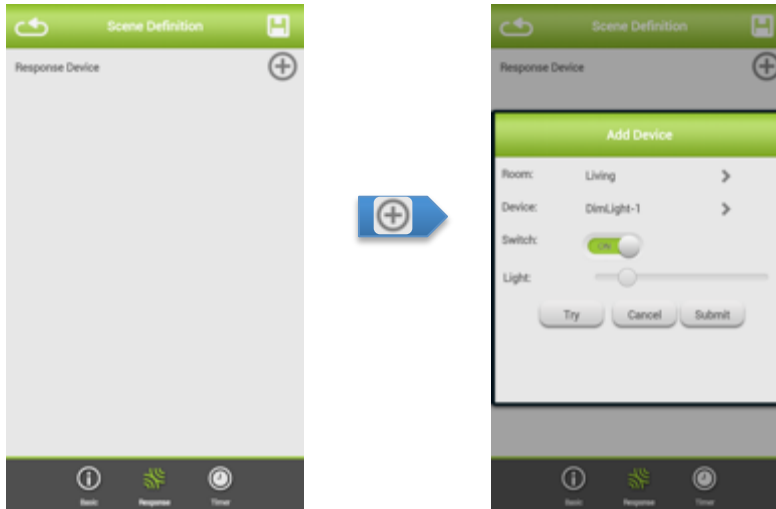 Scene Definition
Response Device
Basic
Response
Timer
Scene Definition
Response Device
Add Device
Room: Living
Device: DimLight-1
Switch: ON
Light:
Try Cancel Submit
Basic
Response
Timer